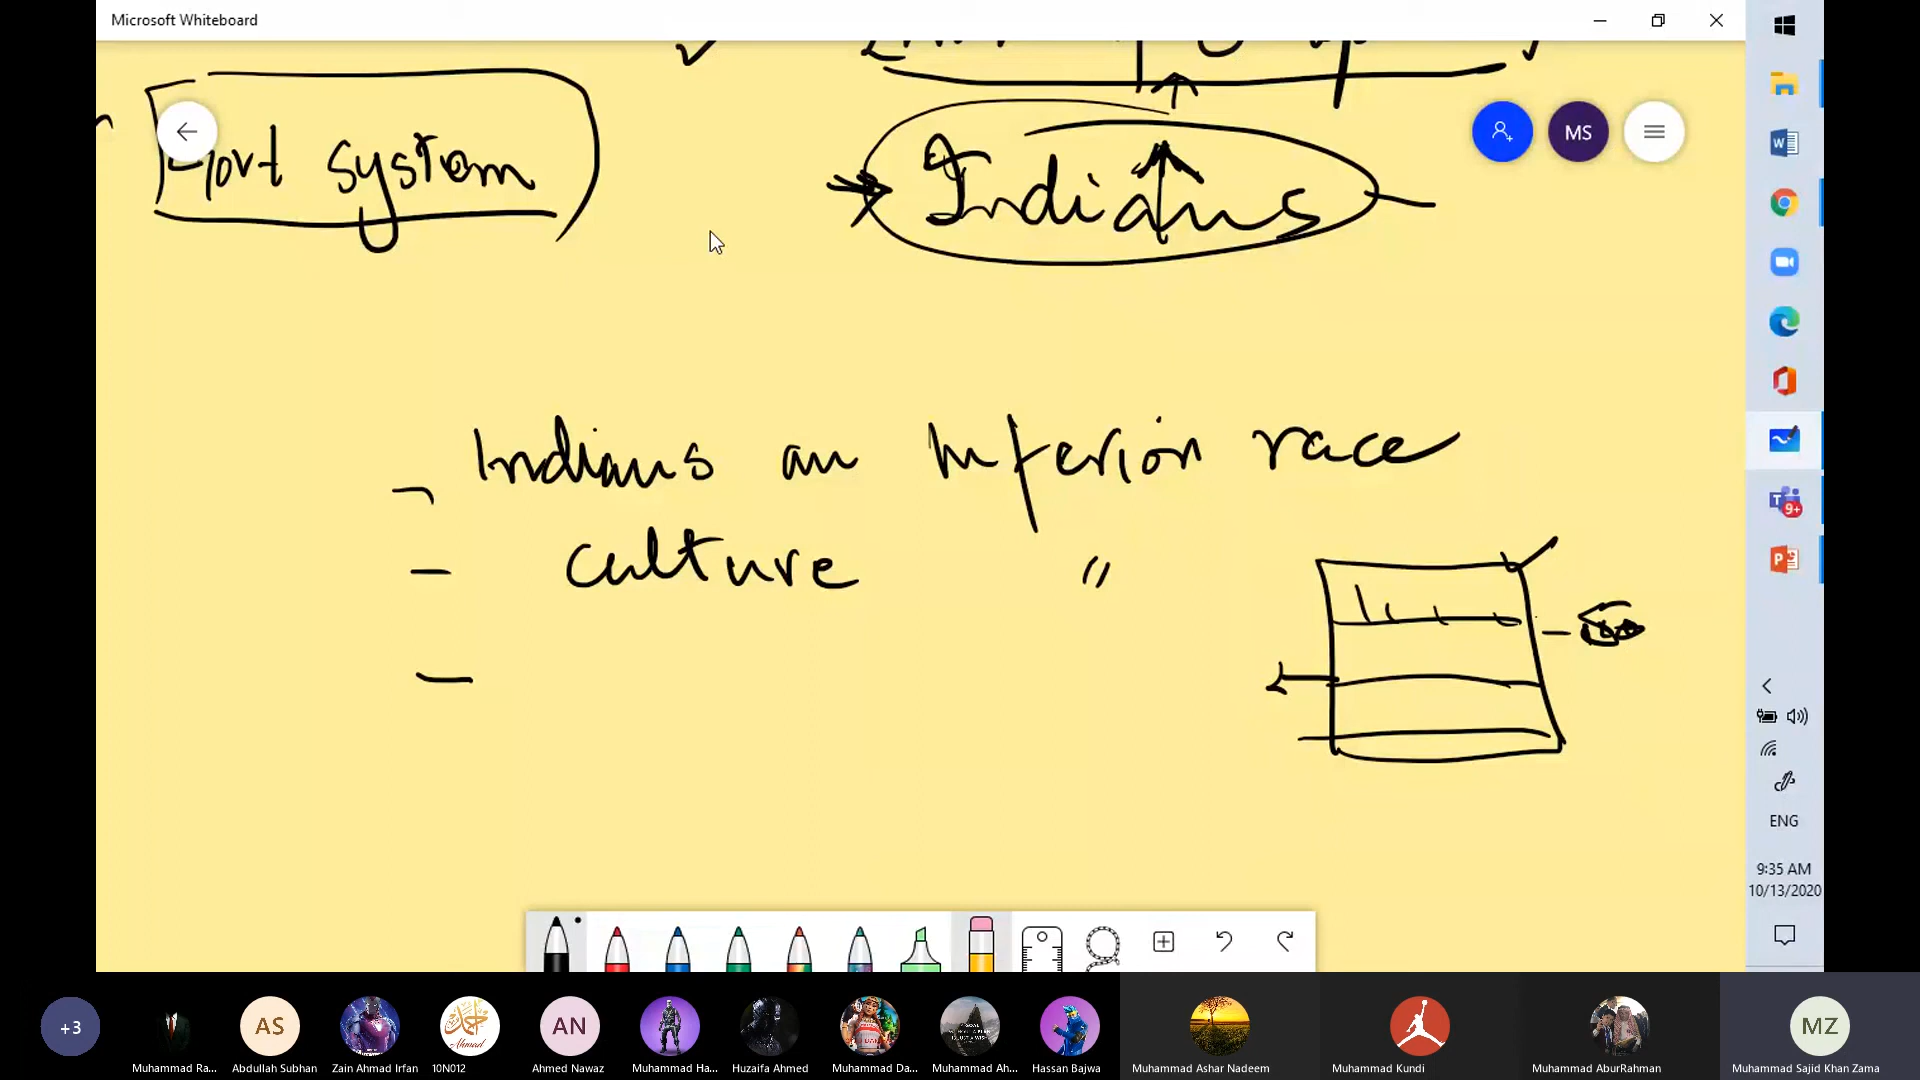 Microsoft Whiteboard
MS
system
Indians
Indians an Inferior race
culture "
9+
ENG
9:35 AM
10/13/2020
+3
AS
AN
MZ
Muhammad Ra...
Abdullah Subhan
Zain Ahmad Irfan
10N012
Ahmed Nawaz
Muhammad Ha...
Huzaifa Ahmed
Muhammad Da...
Muhammad Ah...
Hassan Bajwa
Muhammad Ashar Nadeem
Muhammad Kundi
Muhammad AburRahman
Muhammad Sajid Khan Zama